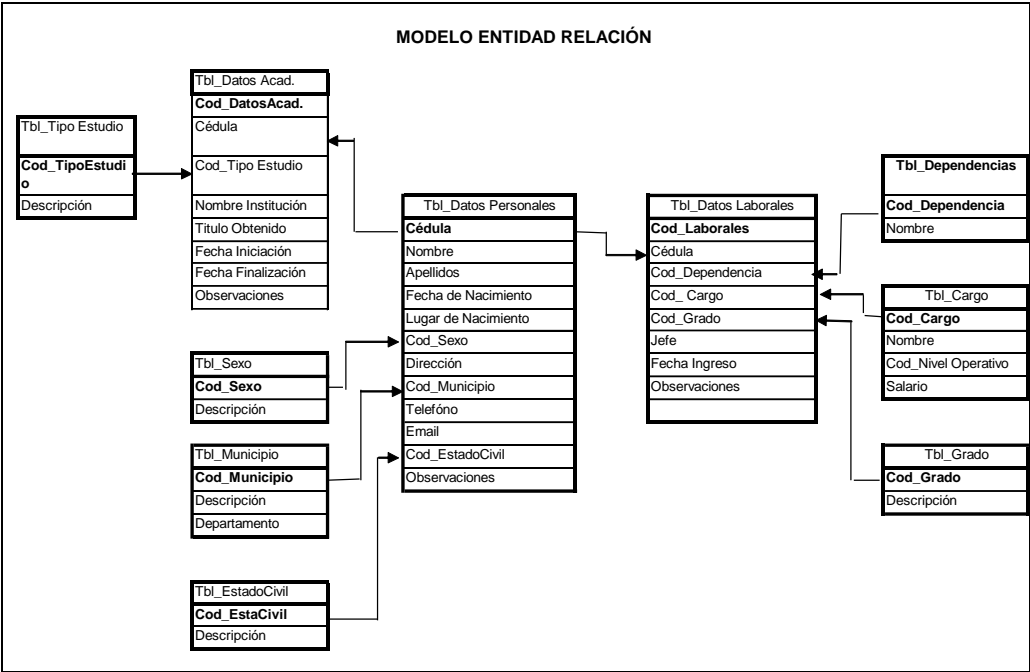 MODELO ENTIDAD RELACIÓN
Tbl_Tipo Estudio
Cod_TipoEstudi
o
Descripción
Tbl_Datos Acad.
Cod_DatosAcad.
Cédula
Cod_Tipo Estudio
Nombre Institución
Titulo Obtenido
Fecha Iniciación
Fecha Finalización
Observaciones
Tbl_Sexo
Cod_Sexo
Descripción
Tbl_Municipio
Cod_Municipio
Descripción
Departamento
Tbl_EstadoCivil
Cod_EstaCivil
Descripción
Tbl_Datos Personales
Cédula
Nombre
Apellidos
Fecha de Nacimiento
Lugar de Nacimiento
Cod_Sexo
Dirección
Cod_Municipio
Telefóno
Email
Cod_EstadoCivil
Observaciones
Tbl_Datos Laborales
Cod_Laborales
Cédula
Cod_Dependencia
Cod_ Cargo
Cod_Grado
Jefe
Fecha Ingreso
Observaciones
Tbl_Dependencias
Cod_Dependencia
Nombre
Tbl_Cargo
Cod_Cargo
Nombre
Cod_Nivel Operativo
Salario
Tbl_Grado
Cod_Grado
Descripción